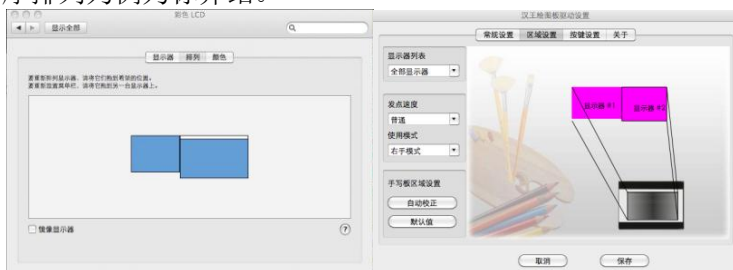 彩色 LCD
显示全部
显示器 排列 颜色
要重新排列显示器，请将它们拖到所需的位置。
要重新放置菜单栏，请将它拖到另一台显示器上。
镜像显示器
?
汉王绘图板驱动设置
常规设置 区域设置 按键设置 关于
显示器列表
全部显示器
发点速度
普通
使用模式
右手模式
手写板区域设置
自动校正
默认值
显示器 #1
显示器 #2
取消
保存